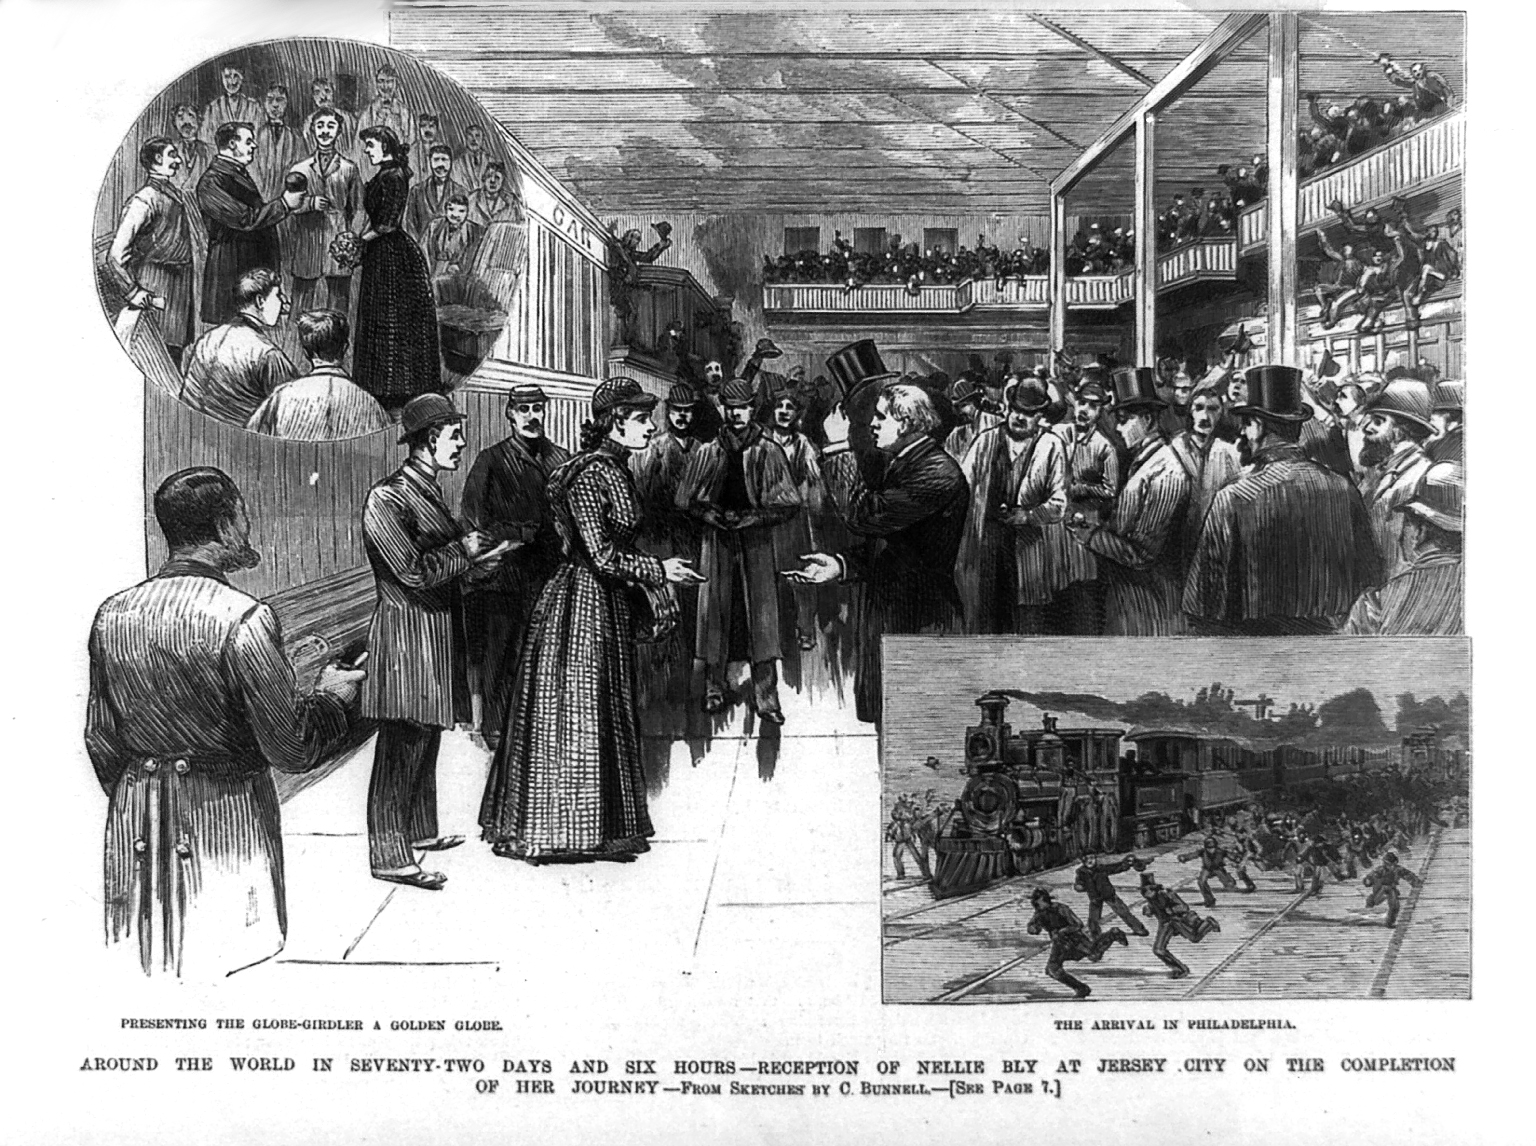 GAR
PRESENTING THE GLOBE-GIRDLER A GOLDEN GLOBE.
THE ARRIVAL IN PHILADELPHIA.
AROUND THE WORLD IN SEVENTY-TWO DAYS AND SIX HOURS—RECEPTION OF NELLIE BLY AT JERSEY CITY ON THE COMPLETION
OF HER JOURNEY—FROM SKETCHES BY C. BUNNELL.—[SEE PAGE 7.]